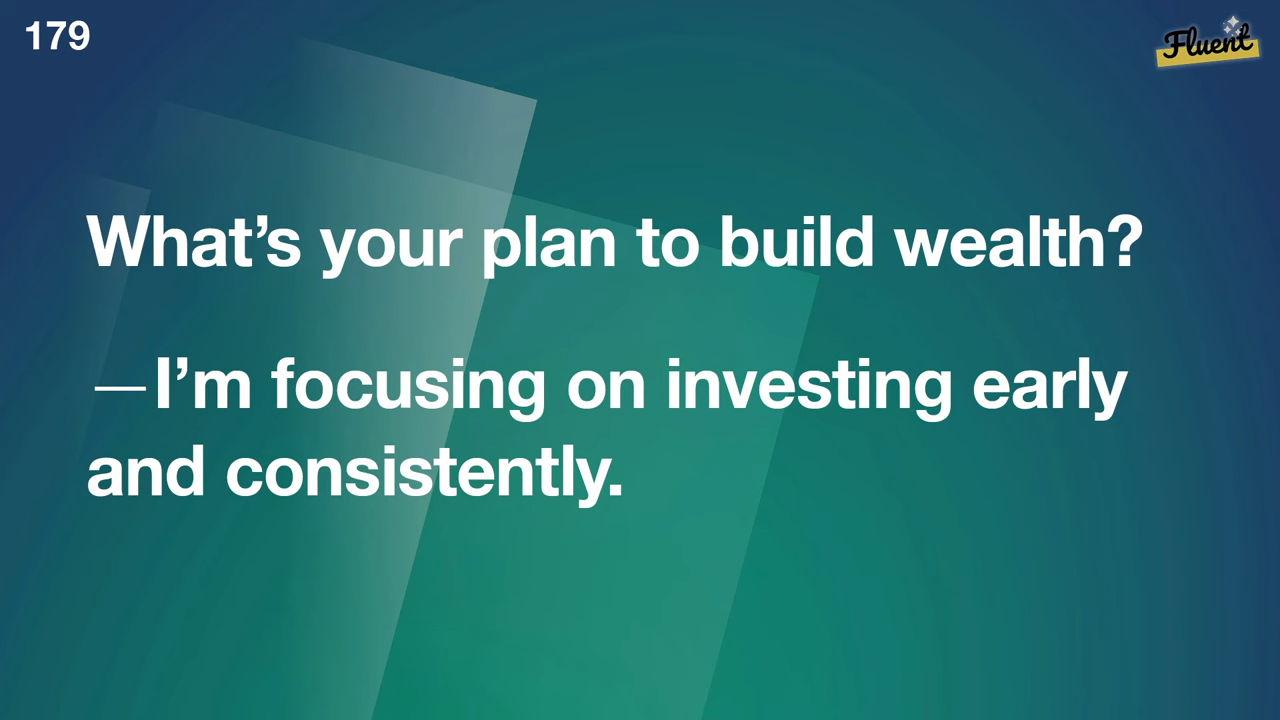 179
Fluent
What’s your plan to build wealth?
—I’m focusing on investing early
and consistently.